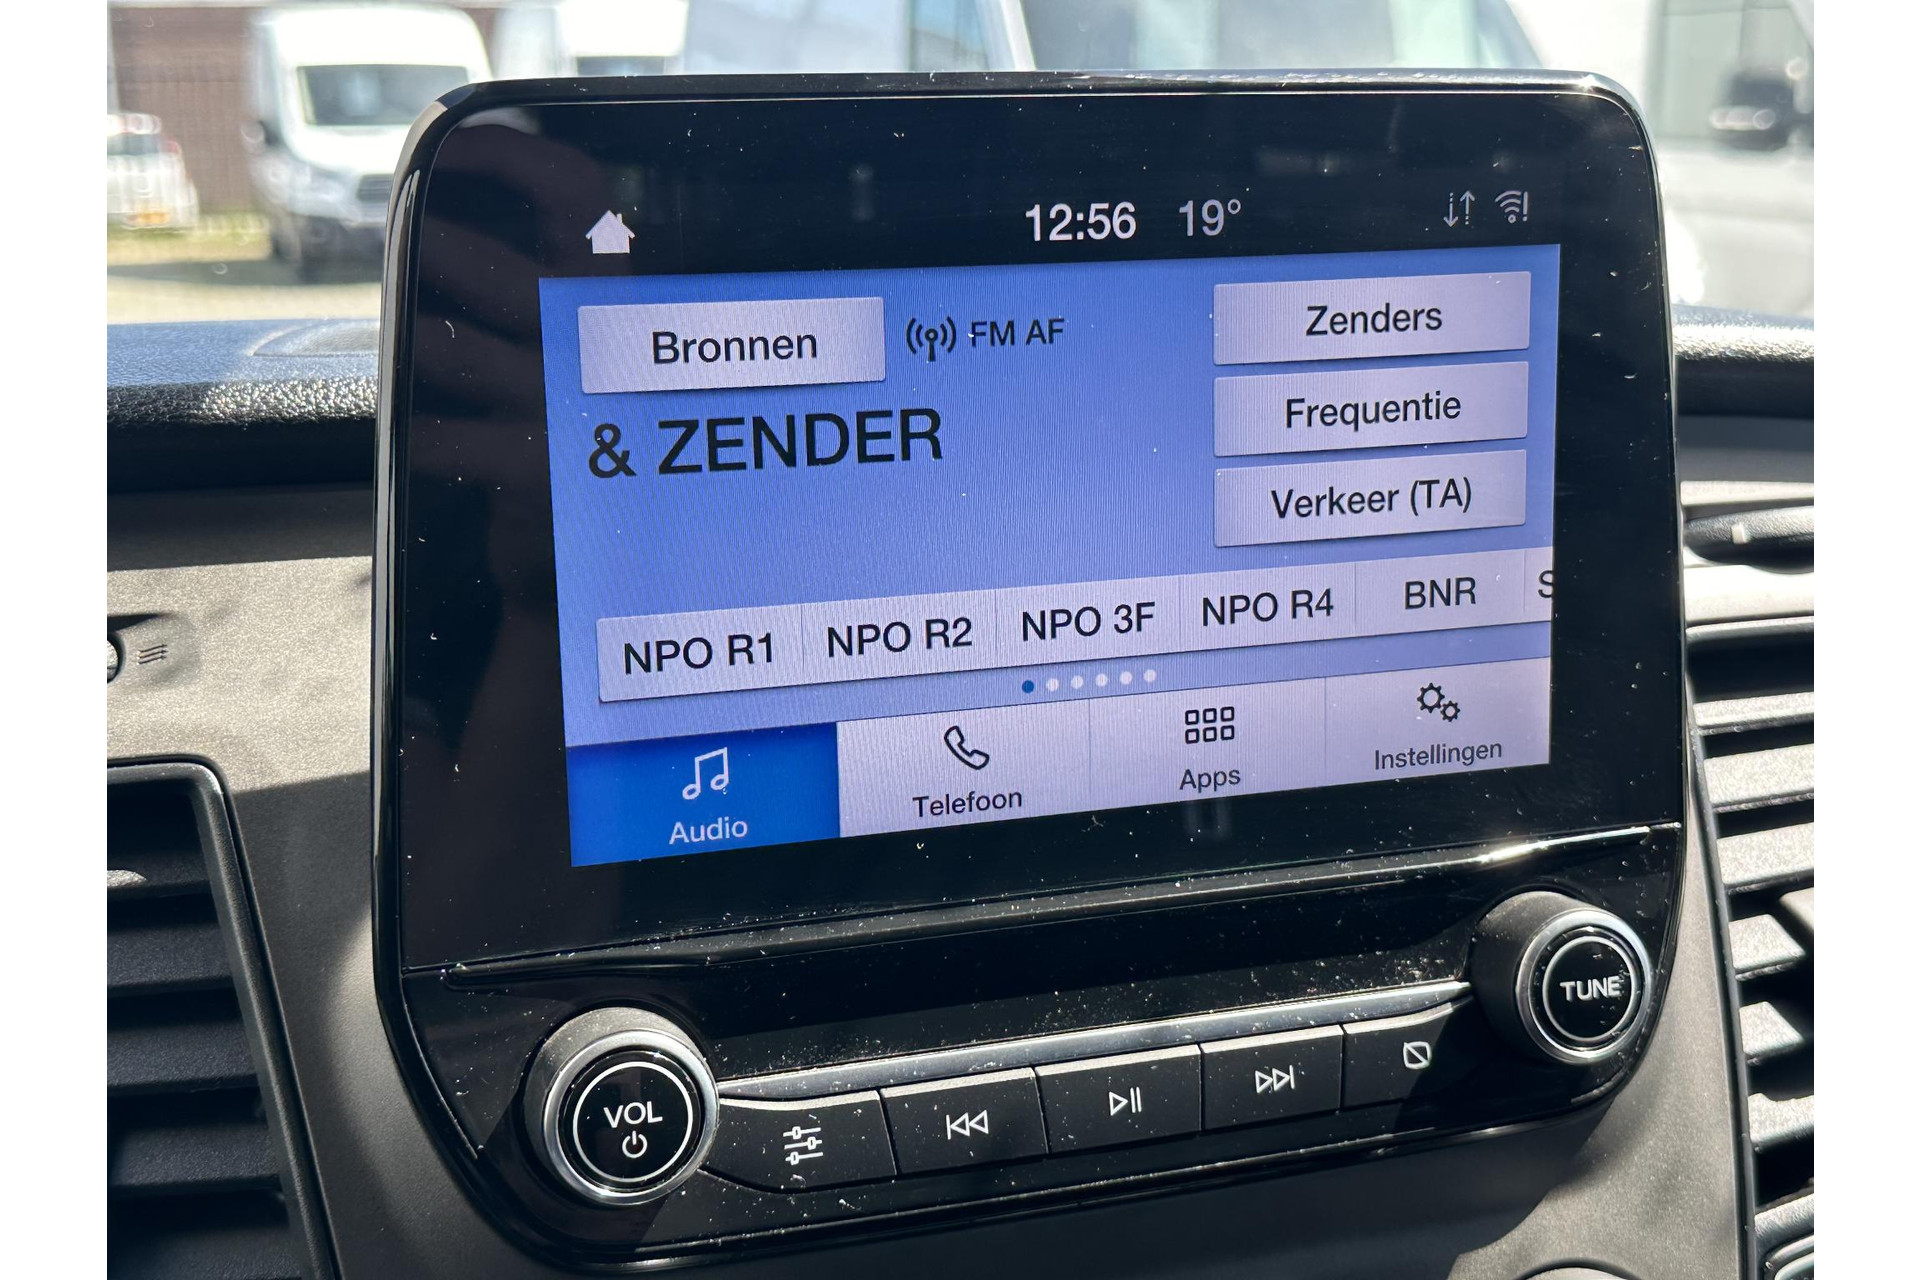 12:56 19°
Bronnen
FM AF
Zenders
& ZENDER
Frequentie
Verkeer (TA)
NPO R1 NPO R2 NPO 3F NPO R4 BNR S
Audio Telefoon Apps Instellingen
VOL
TUNE